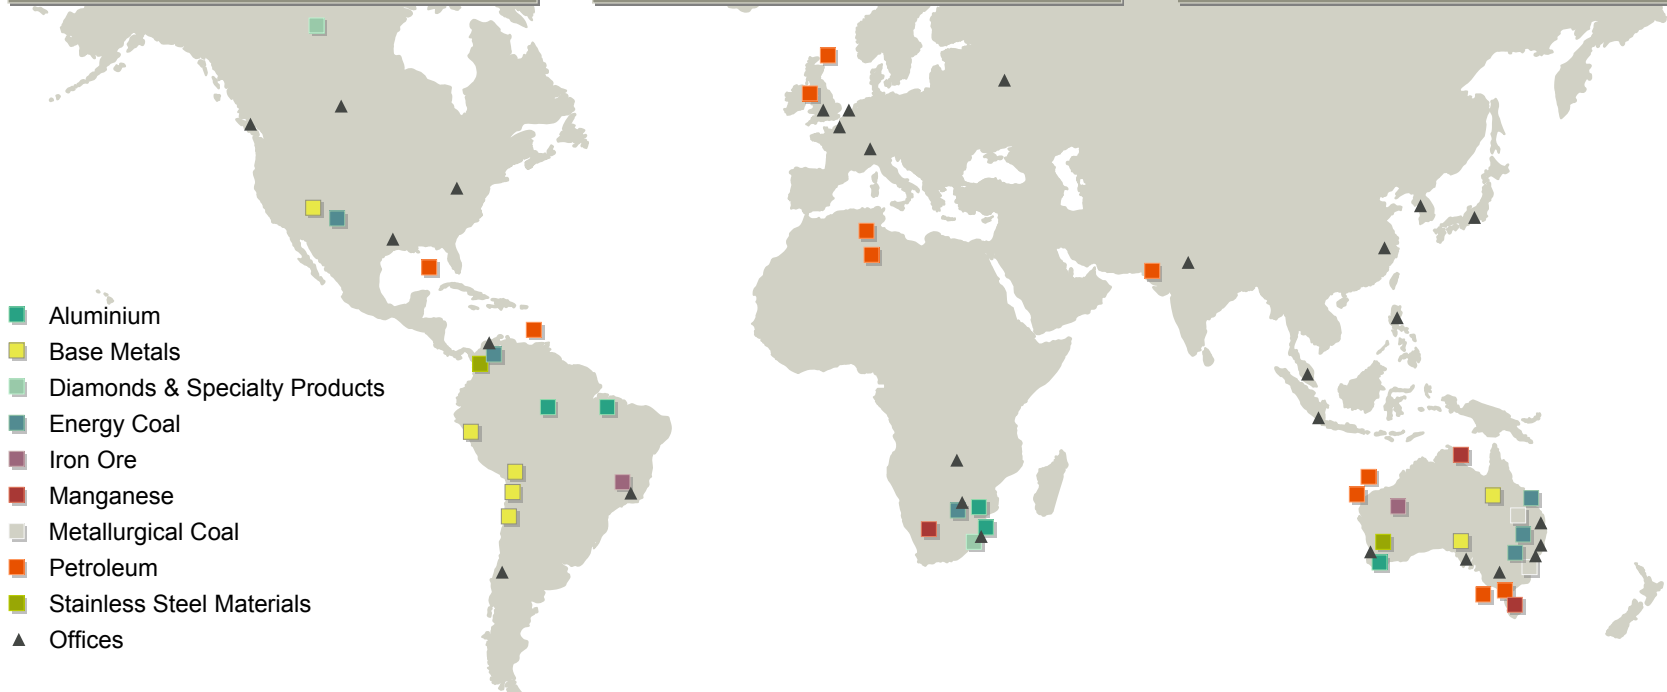 Aluminium
Base Metals
Diamonds & Specialty Products
Energy Coal
Iron Ore
Manganese
Metallurgical Coal
Petroleum
Stainless Steel Materials
Offices